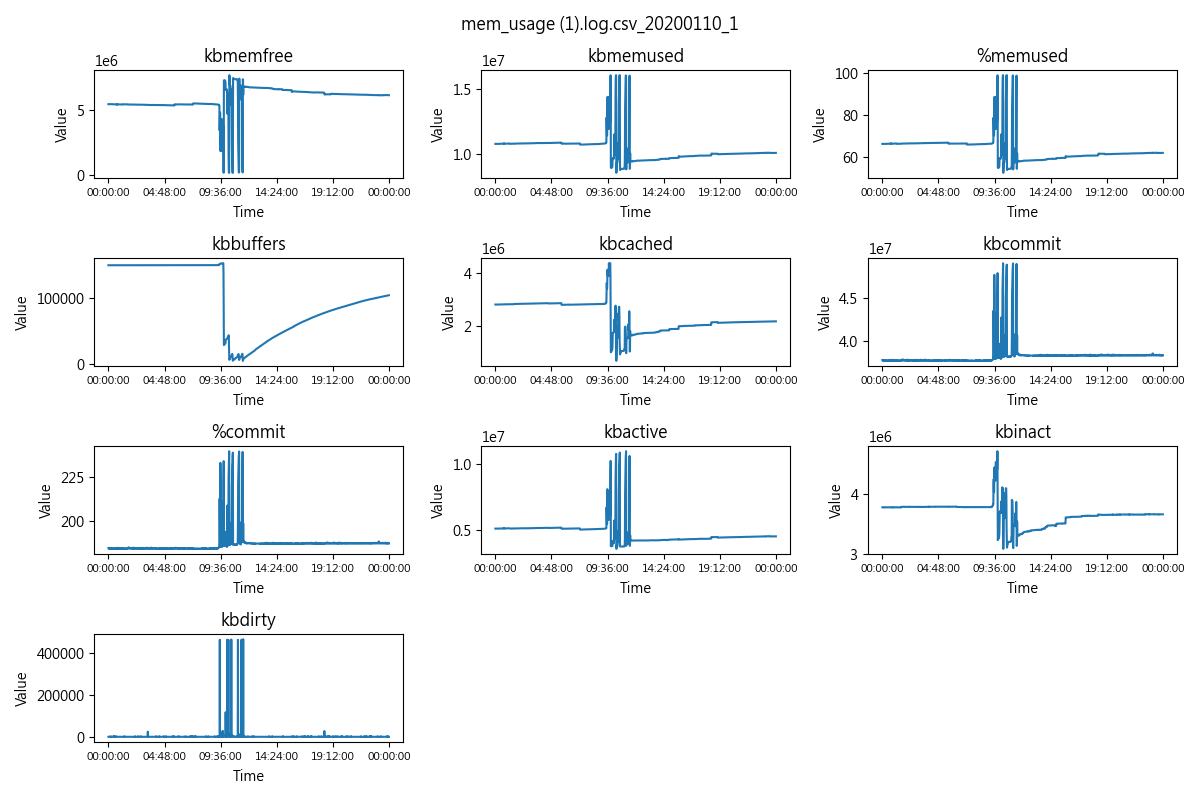 mem_usage (1).log.csv_20200110_1
kbmemfree
1e6
5
0
Value
00:00:00 04:48:00 09:36:00 14:24:00 19:12:00 00:00:00
Time
kbmemused
1e7
1.5
1.0
Value
00:00:00 04:48:00 09:36:00 14:24:00 19:12:00 00:00:00
Time
%memused
100
80
60
Value
00:00:00 04:48:00 09:36:00 14:24:00 19:12:00 00:00:00
Time
kbbuffers
100000
0
Value
00:00:00 04:48:00 09:36:00 14:24:00 19:12:00 00:00:00
Time
kbcached
1e6
4
2
Value
00:00:00 04:48:00 09:36:00 14:24:00 19:12:00 00:00:00
Time
kbcommit
1e7
4.5
4.0
Value
00:00:00 04:48:00 09:36:00 14:24:00 19:12:00 00:00:00
Time
%commit
225
200
Value
00:00:00 04:48:00 09:36:00 14:24:00 19:12:00 00:00:00
Time
kbactive
1e7
1.0
0.5
Value
00:00:00 04:48:00 09:36:00 14:24:00 19:12:00 00:00:00
Time
kbinact
1e6
4
3
Value
00:00:00 04:48:00 09:36:00 14:24:00 19:12:00 00:00:00
Time
kbdirty
400000
200000
0
Value
00:00:00 04:48:00 09:36:00 14:24:00 19:12:00 00:00:00
Time